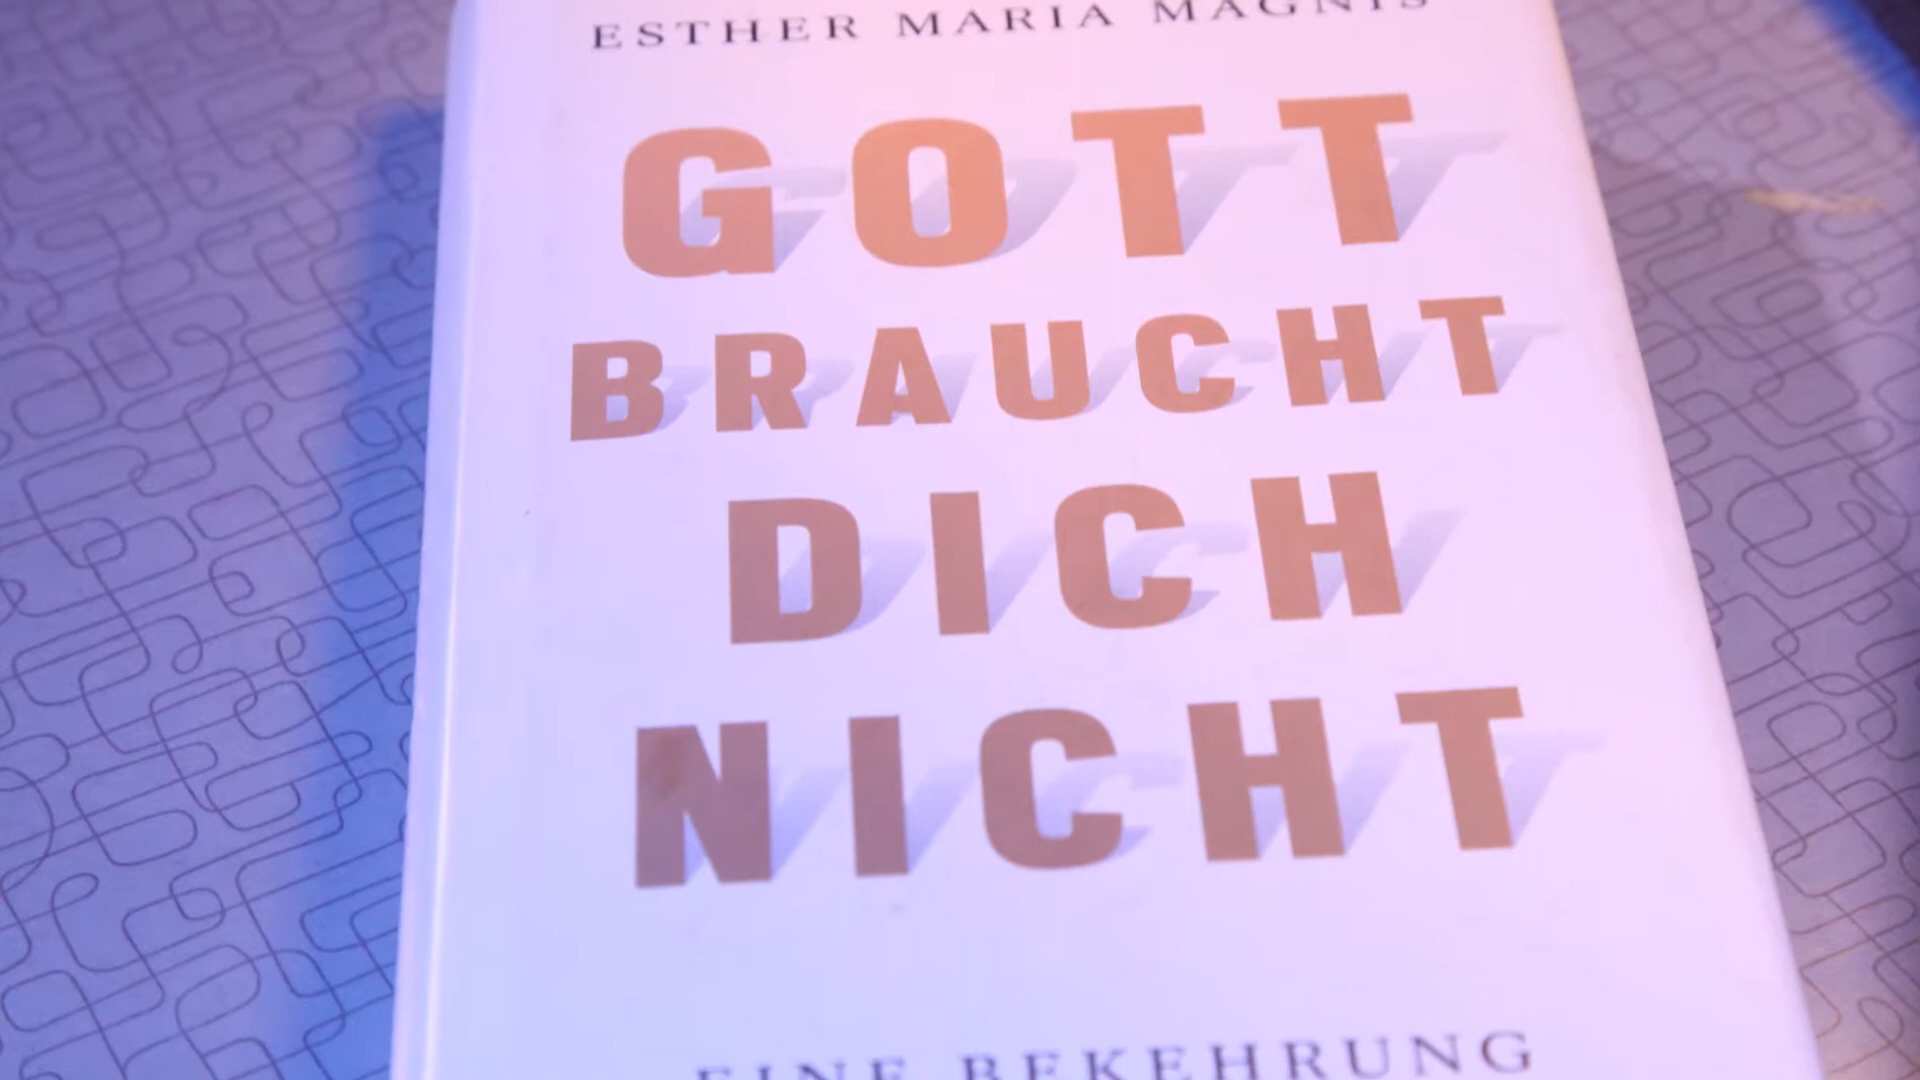 ESTHER MARIA MAGNIS
GOTT
BRAUCHT
DICH
NICHT
EINE BEKEHRUNG